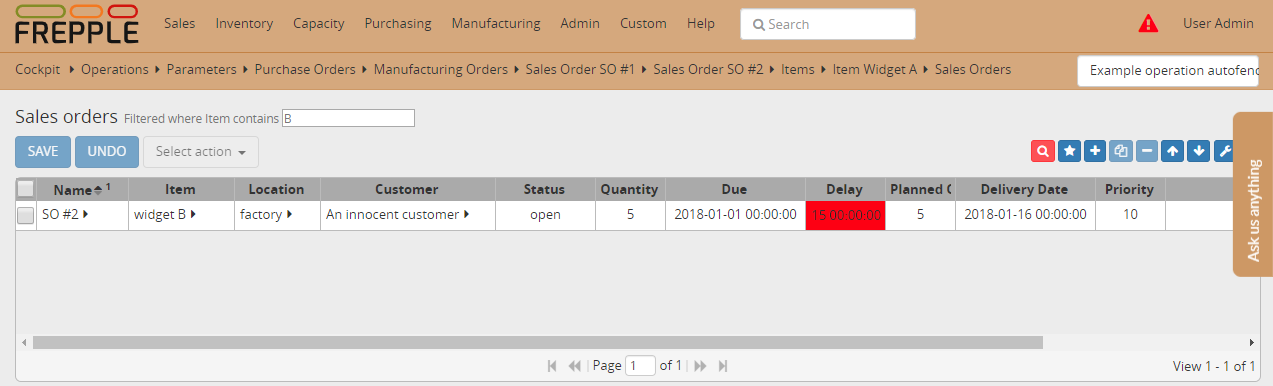 FREPPLE Sales Inventory Capacity Purchasing Manufacturing Admin Custom Help Search User Admin
Cockpit Operations Parameters Purchase Orders Manufacturing Orders Sales Order SO #1 Sales Order SO #2 Items Item Widget A Sales Orders Example operation autofenc
Sales orders Filtered where Item contains B
SAVE UNDO Select action
Name 1 Item Location Customer Status Quantity Due Delay Planned Delivery Date Priority
SO #2 widget B factory An innocent customer open 5 2018-01-01 00:00:00 15 00:00:00 5 2018-01-16 00:00:00 10
Ask us anything
Page 1 of 1 View 1 - 1 of 1